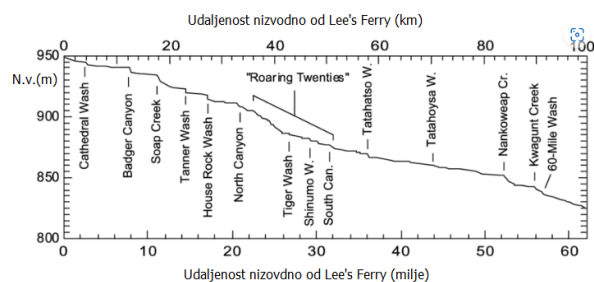 Udaljenost nizvodno od Lee's Ferry (km)
0 20 40 60 80 100
950
N.v.(m)
900
850
800
"Roaring Twenties"
Cathedral Wash
Badger Canyon
Soap Creek
Tanner Wash
House Rock Wash
North Canyon
Tiger Wash
Shinumo W.
South Can.
Tatahatso W.
Tatahoysa W.
Nankoweap Cr.
Kwagunt Creek
60-Mile Wash
0 10 20 30 40 50 60
Udaljenost nizovdno od Lee's Ferry (milje)